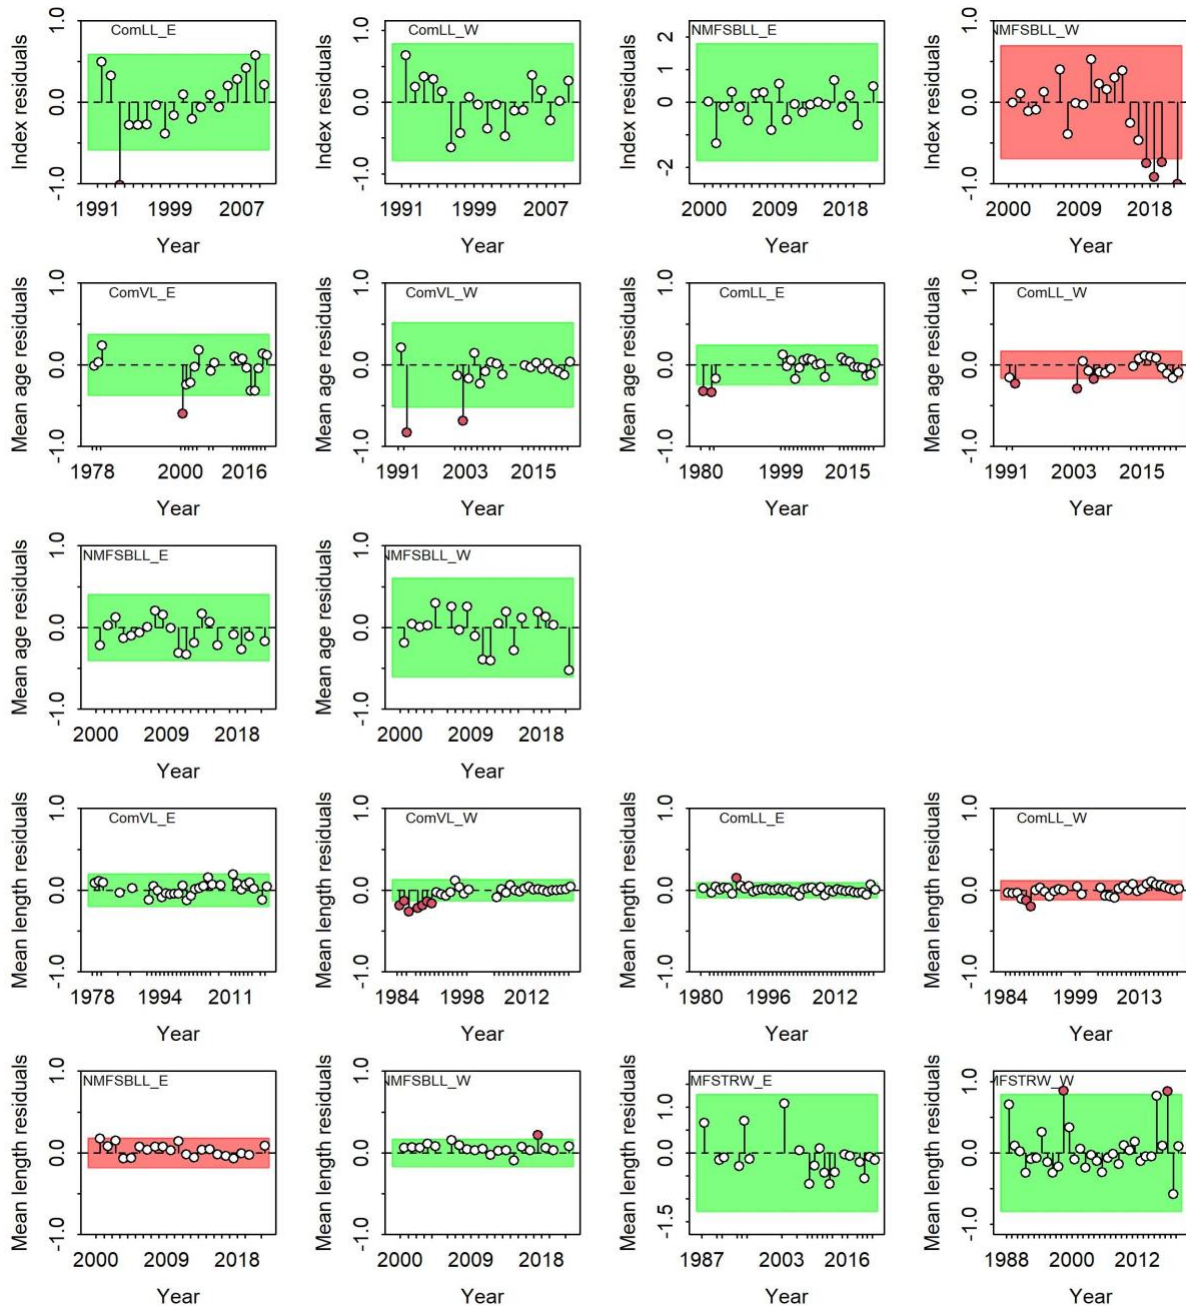 ComLL_E
Index residuals
-1.0 0.0 1.0
1991 1999 2007
Year
ComLL_W
Index residuals
-1.0 0.0 1.0
1991 1999 2007
Year
NMFSBLL_E
Index residuals
-2 0 1 2
2000 2009 2018
Year
NMFSBLL_W
Index residuals
-1.0 0.0 1.0
2000 2009 2018
Year
ComVL_E
Mean age residuals
-1.0 0.0 1.0
1978 2000 2016
Year
ComVL_W
Mean age residuals
-1.0 0.0 1.0
1991 2003 2015
Year
ComLL_E
Mean age residuals
-1.0 0.0 1.0
1980 1999 2015
Year
ComLL_W
Mean age residuals
-1.0 0.0 1.0
1991 2003 2015
Year
NMFSBLL_E
Mean age residuals
-1.0 0.0 1.0
2000 2009 2018
Year
NMFSBLL_W
Mean age residuals
-1.0 0.0 1.0
2000 2009 2018
Year
ComVL_E
Mean length residuals
-1.0 0.0 1.0
1978 1994 2011
Year
ComVL_W
Mean length residuals
-1.0 0.0 1.0
1984 1998 2012
Year
ComLL_E
Mean length residuals
-1.0 0.0 1.0
1980 1996 2012
Year
ComLL_W
Mean length residuals
-1.0 0.0 1.0
1984 1999 2013
Year
NMFSBLL_E
Mean length residuals
-1.0 0.0 1.0
2000 2009 2018
Year
NMFSBLL_W
Mean length residuals
-1.0 0.0 1.0
2000 2009 2018
Year
MFSTRW_E
Mean length residuals
-1.5 0.0 1.0
1987 2003 2016
Year
MFSTRW_W
Mean length residuals
-1.0 0.0 1.0
1988 2000 2012
Year